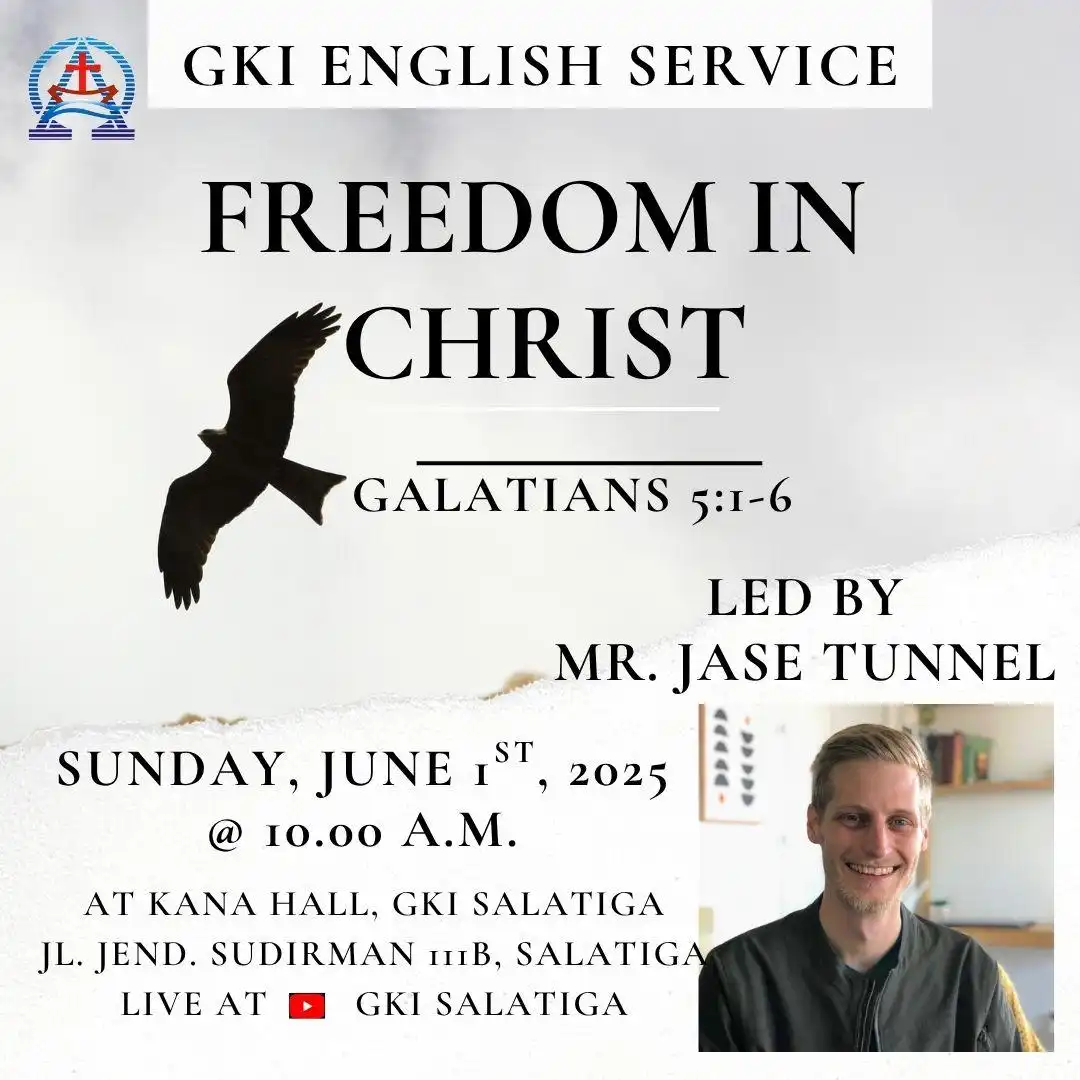 GKI ENGLISH SERVICE
FREEDOM IN
CHRIST
GALATIANS 5:1-6
LED BY
MR. JASE TUNNEL
SUNDAY, JUNE 1ST, 2025
@ 10.00 A.M.
AT KANA HALL, GKI SALATIGA
JL. JEND. SUDIRMAN 111B, SALATIGA
LIVE AT GKI SALATIGA